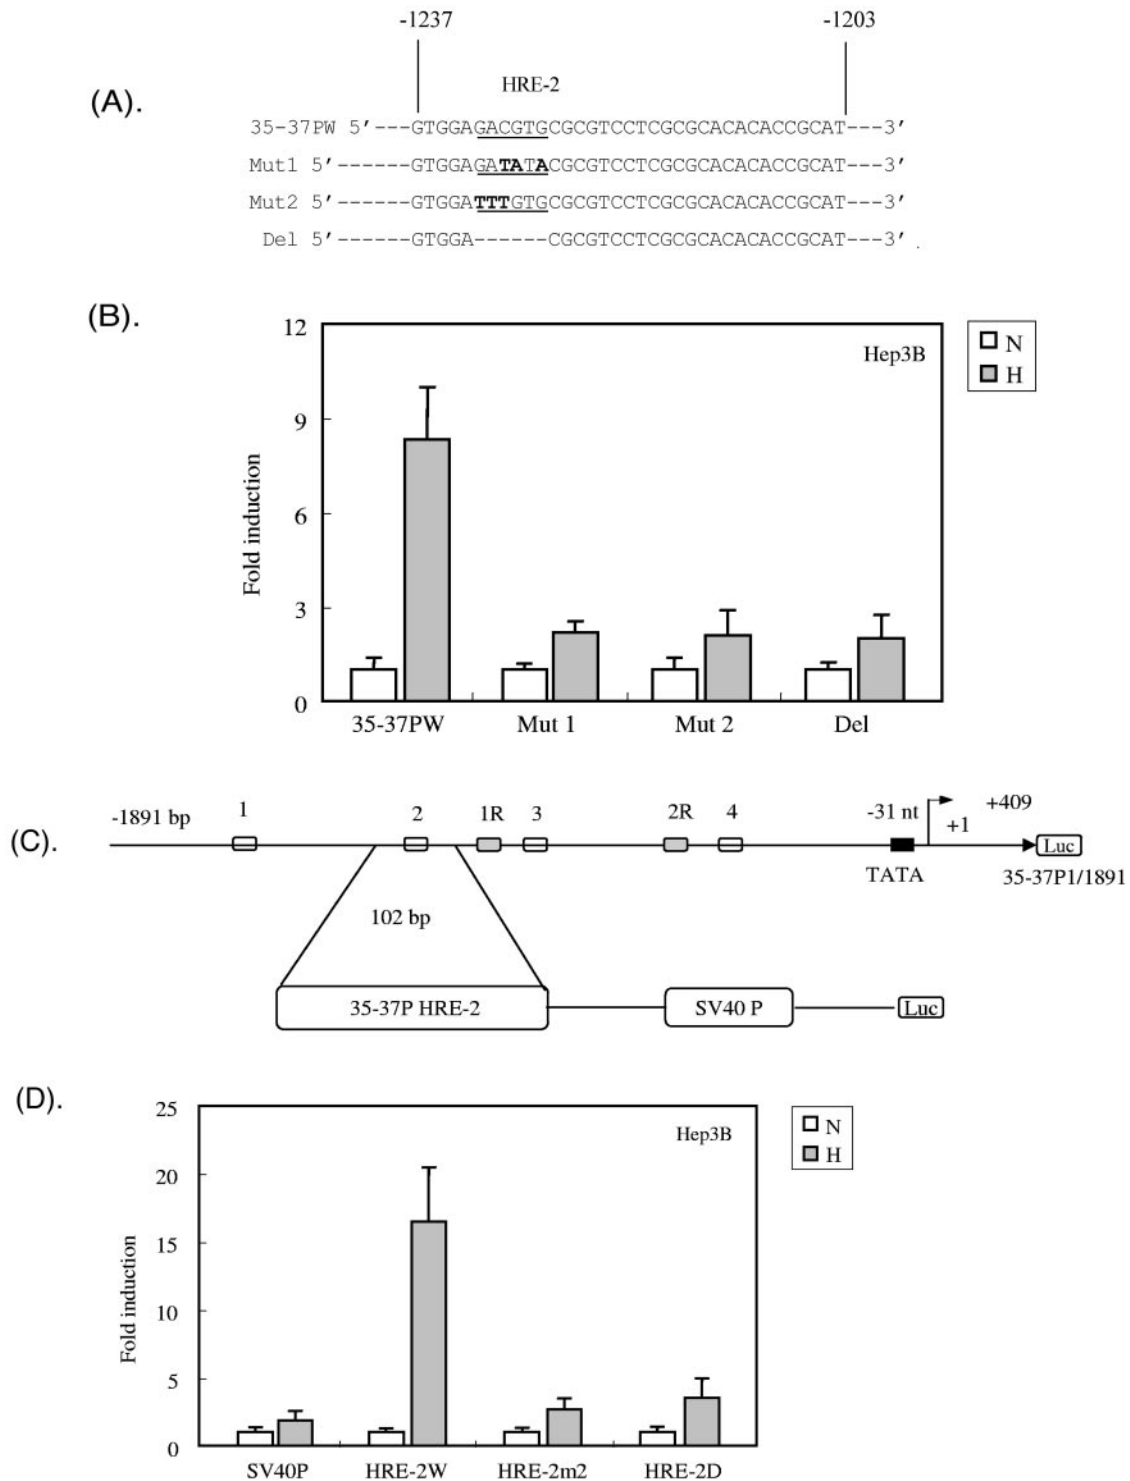 -1237 -1203
(A).
HRE-2
35-37PW 5’---GTGGAGACGTGCGCGTCCTCGCGCACACACCGCAT---3’
Mut1 5’------GTGGAGATATACGCGTCCTCGCGCACACACCGCAT---3’
Mut2 5’------GTGGATTTGTGCGCGTCCTCGCGCACACACCGCAT---3’
Del 5’------GTGGA------CGCGTCCTCGCGCACACACCGCAT---3’ .
(B).
12
9
6
3
0
Fold induction
Hep3B
N
H
35-37PW Mut 1 Mut 2 Del
(C).
-1891 bp 1 2 1R 3 2R 4 -31 nt +1 +409
TATA
Luc
35-37P1/1891
102 bp
35-37P HRE-2 SV40 P Luc
(D).
25
20
15
10
5
0
Fold induction
Hep3B
N
H
SV40P HRE-2W HRE-2m2 HRE-2D